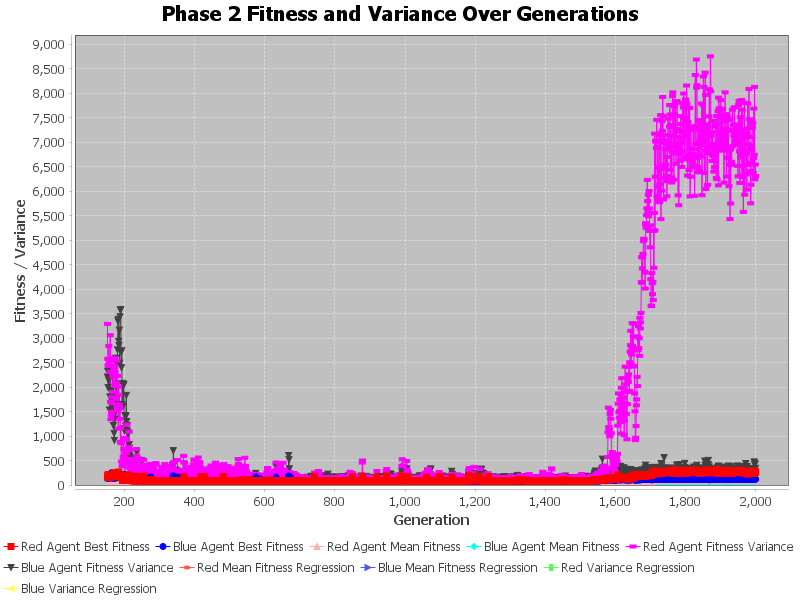 Phase 2 Fitness and Variance Over Generations
9,000
8,500
8,000
7,500
7,000
6,500
6,000
5,500
5,000
4,500
4,000
3,500
3,000
2,500
2,000
1,500
1,000
500
0
Fitness / Variance
200 400 600 800 1,000 1,200 1,400 1,600 1,800 2,000
Generation
Red Agent Best Fitness Blue Agent Best Fitness Red Agent Mean Fitness Blue Agent Mean Fitness Red Agent Fitness Variance
Blue Agent Fitness Variance Red Mean Fitness Regression Blue Mean Fitness Regression Red Variance Regression
Blue Variance Regression